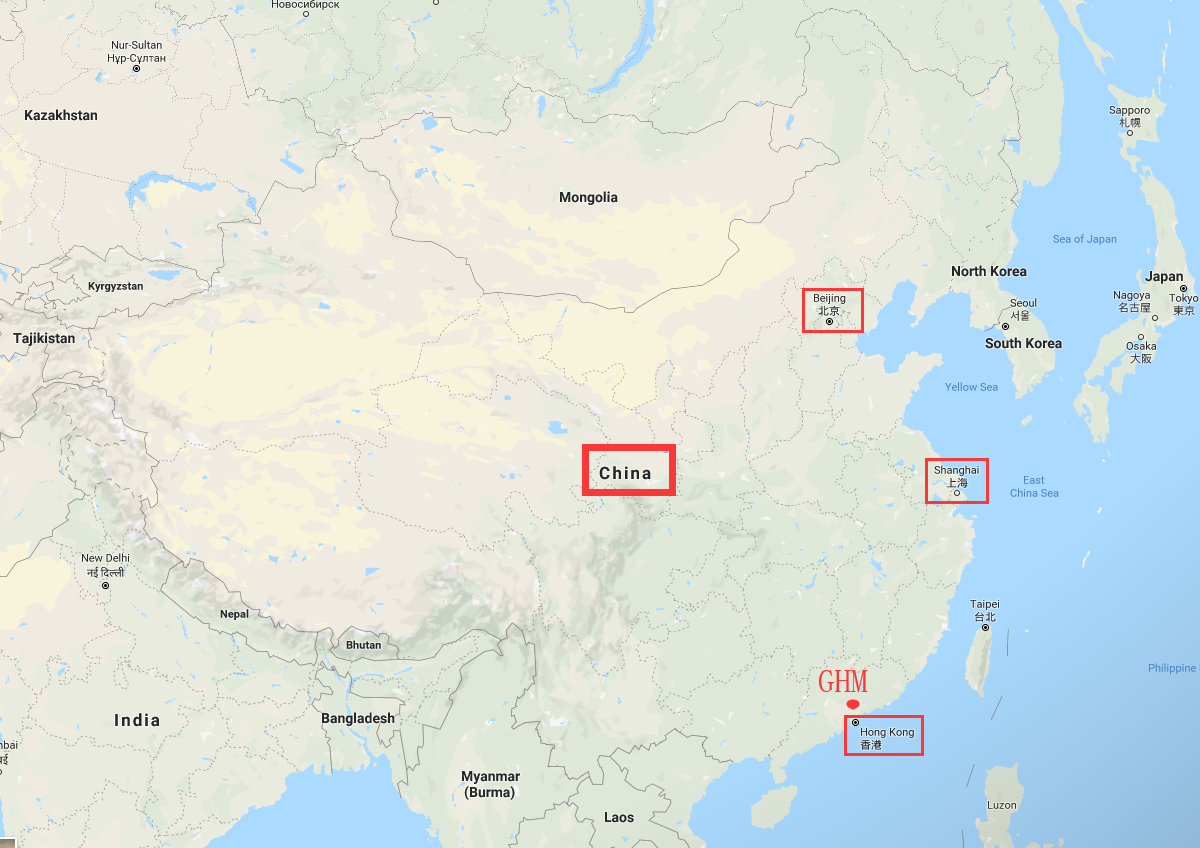 Новосибирск
Nur-Sultan
Нұр-Сұлтан
Kazakhstan
Sapporo
札幌
Mongolia
Sea of Japan
North Korea
Japan
Kyrgyzstan
Beijing
北京
Seoul
서울
Nagoya
名古屋
Tokyo
東京
Tajikistan
South Korea
Osaka
大阪
Yellow Sea
China
Shanghai
上海
East
China Sea
New Delhi
नई दिल्ली
Taipei
台北
Nepal
Bhutan
Philippine
GHM
India
Bangladesh
Hong Kong
香港
Myanmar
(Burma)
Luzon
Laos